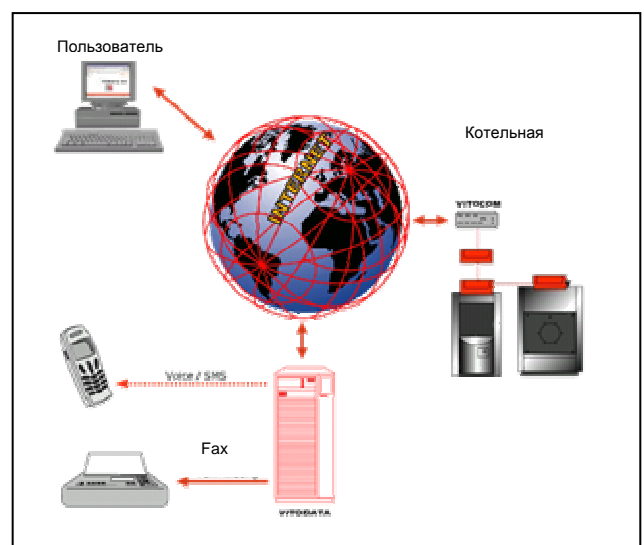 Пользователь
INTERNET
Котельная
VITOCOM
Voice / SMS
Fax
VITODATA